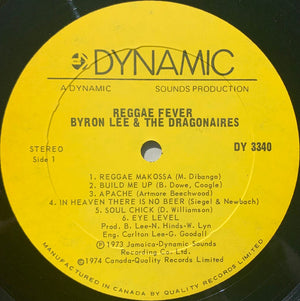 DYNAMIC
A DYNAMIC SOUNDS PRODUCTION
REGGAE FEVER
BYRON LEE & THE DRAGONAIRES
STEREO
Side 1
DY 3340
1. REGGAE MAKOSSA (M. Dibango)
2. BUILD ME UP (B. Dowe, Coogle)
3. APACHE (Artmore Beechwood)
4. IN HEAVEN THERE IS NO BEER (Siegel & Newbach)
5. SOUL CHICK (D. Williamson)
6. EYE LEVEL
Prod. B. Lee-N. Hinds-W. Lyn
Eng. Carlton Lee-G. Goodall
Ⓟ1973 Jamaica-Dynamic Sounds
Recording Co. Ltd.
©1974 Canada-Quality Records Limited
MANUFACTURED IN CANADA BY QUALITY RECORDS LIMITED